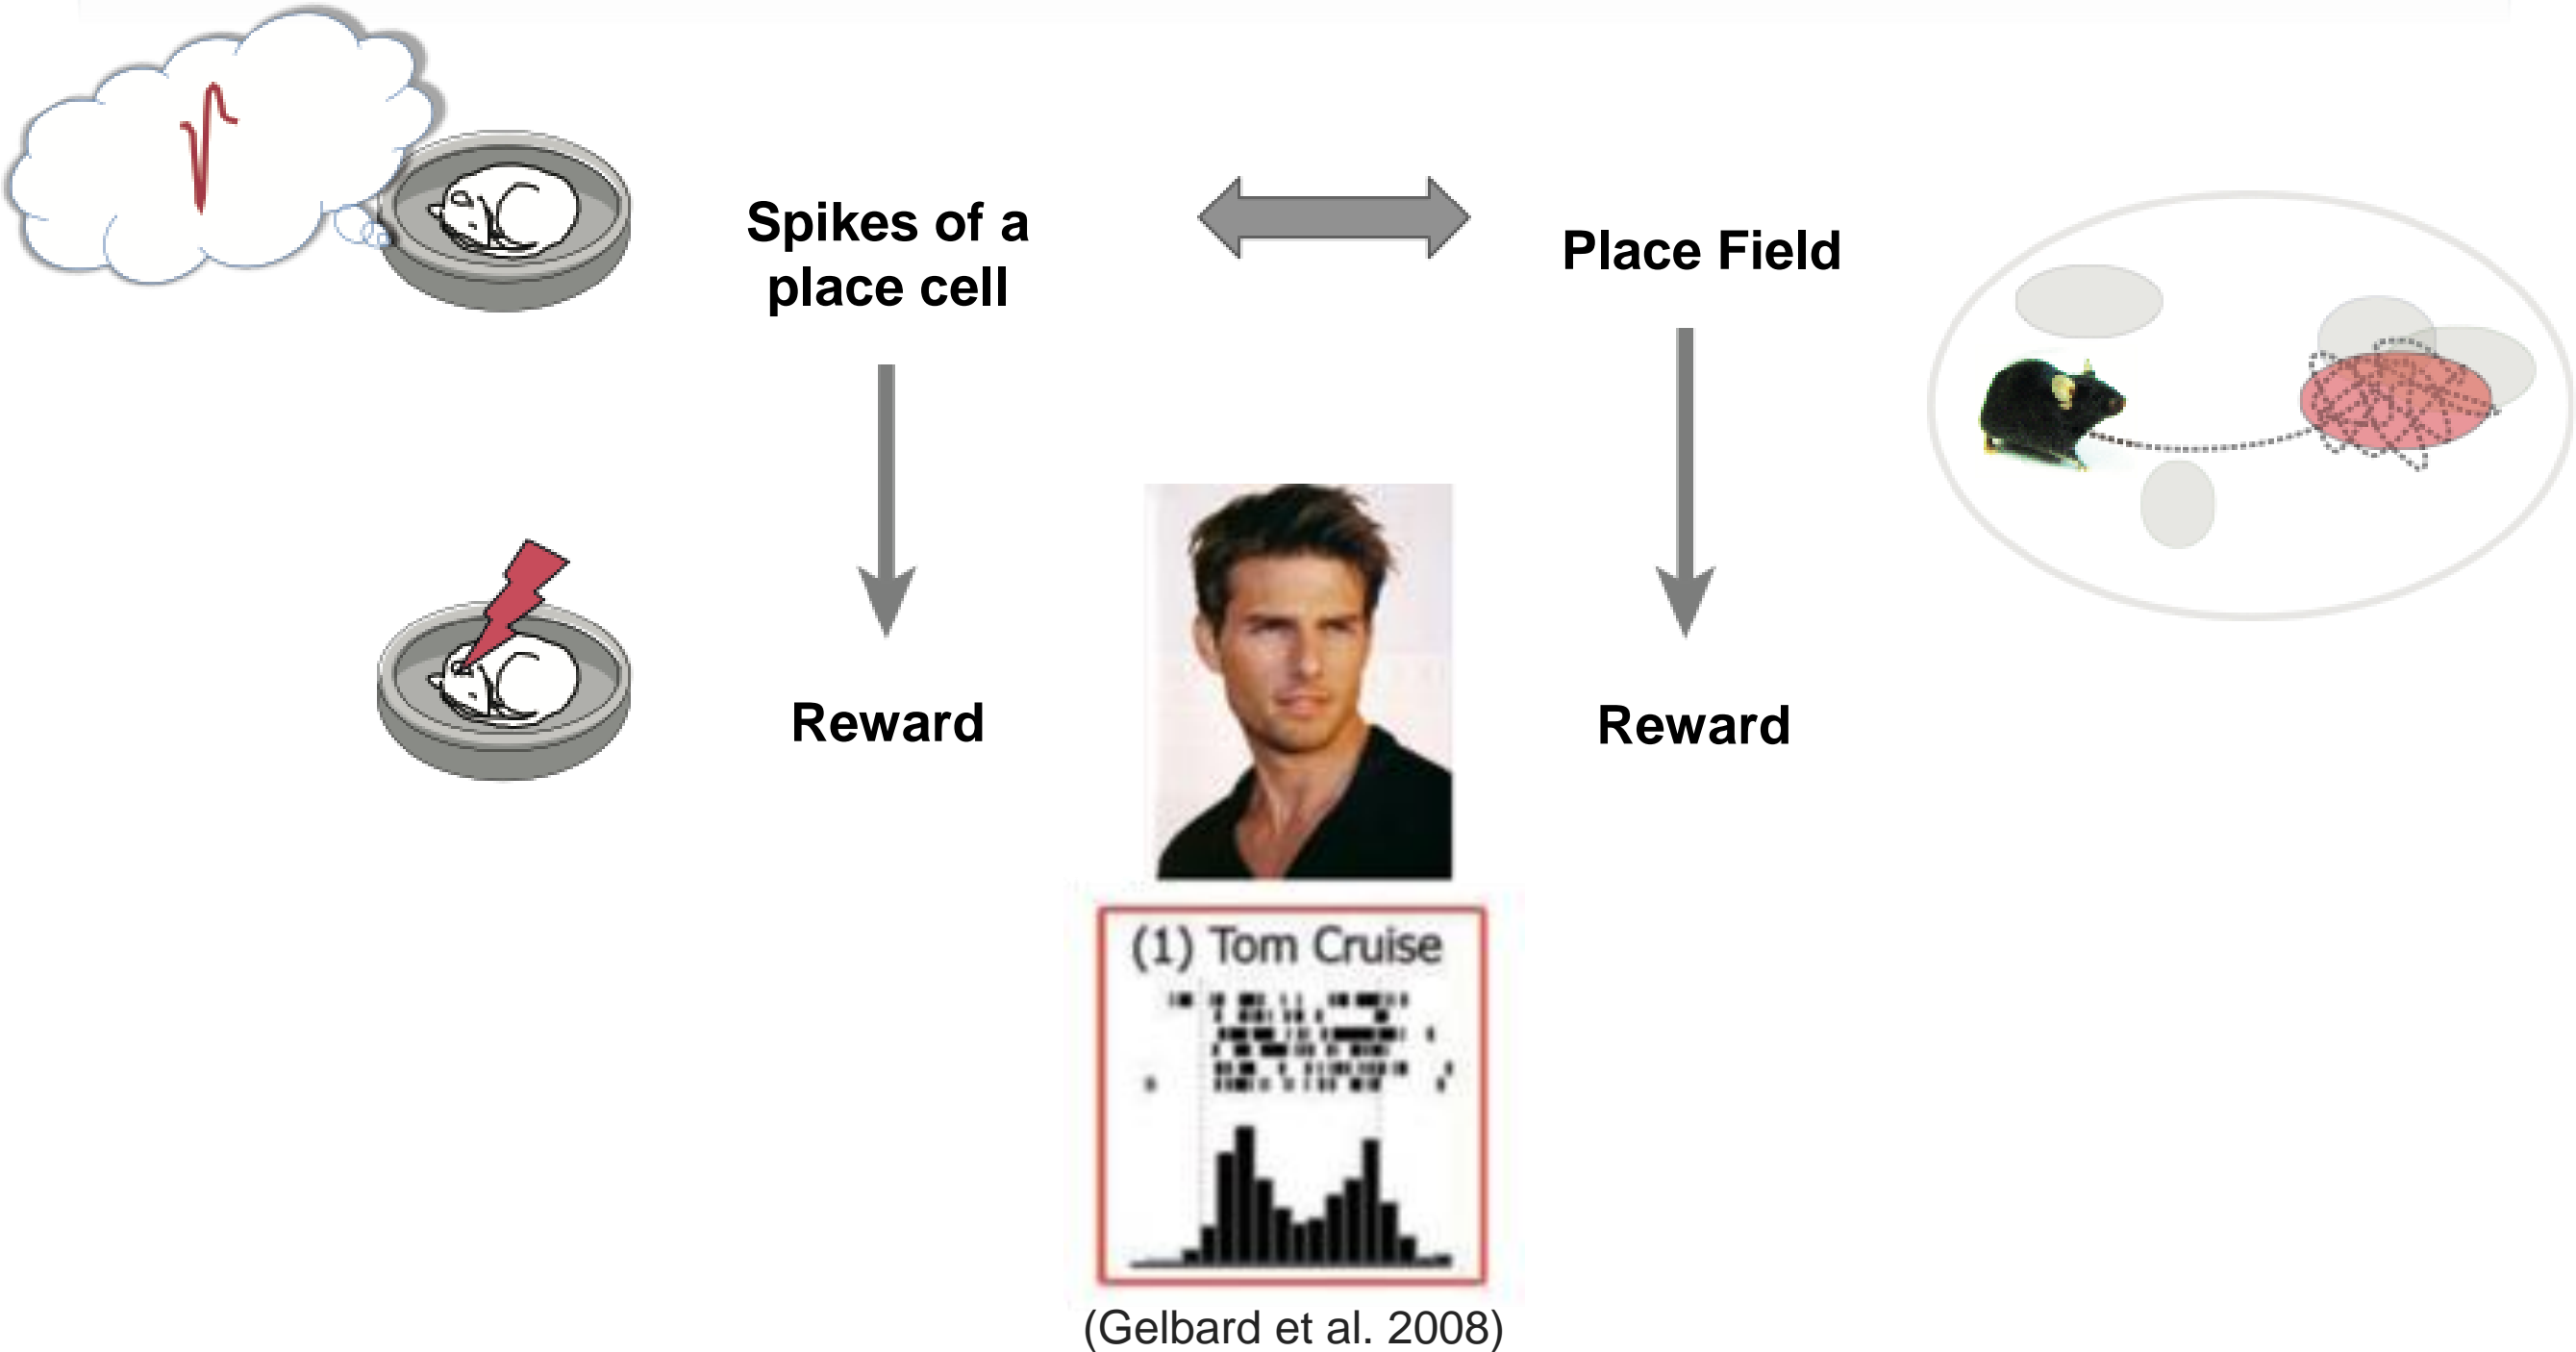 Spikes of a
place cell
Place Field
Reward
Reward
(1) Tom Cruise
(Gelbard et al. 2008)